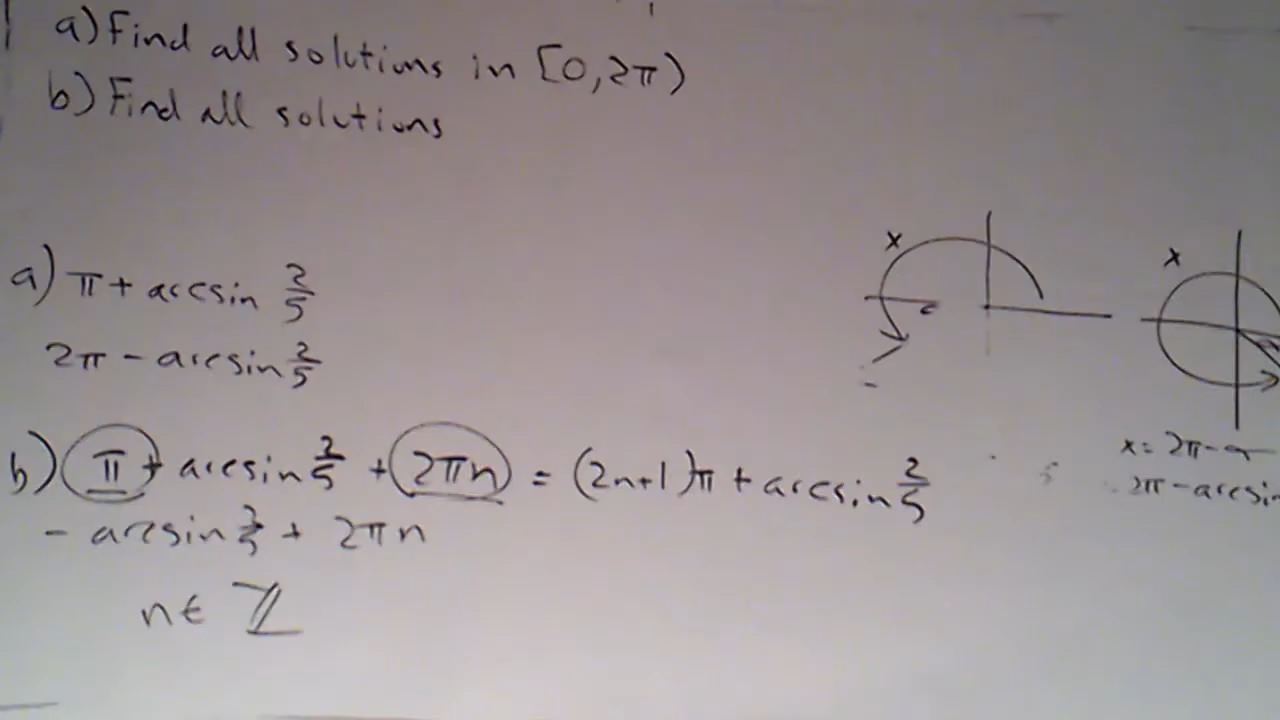 a) Find all solutions in [0, 2π)
b) Find all solutions
a) π + arcsin 2/5
2π - arcsin 2/5
b) π + arcsin 2/5 + 2πn = (2n+1)π + arcsin 2/5
- arcsin 2/5 + 2πn
n ∈ ℤ
x
x
x = 2π -
2π - arcsin